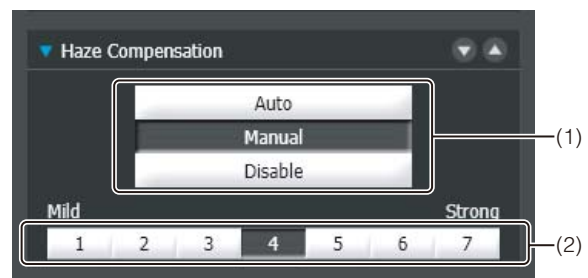 Haze Compensation
Auto
Manual
(1)
Disable
Mild Strong
1 2 3 4 5 6 7
(2)